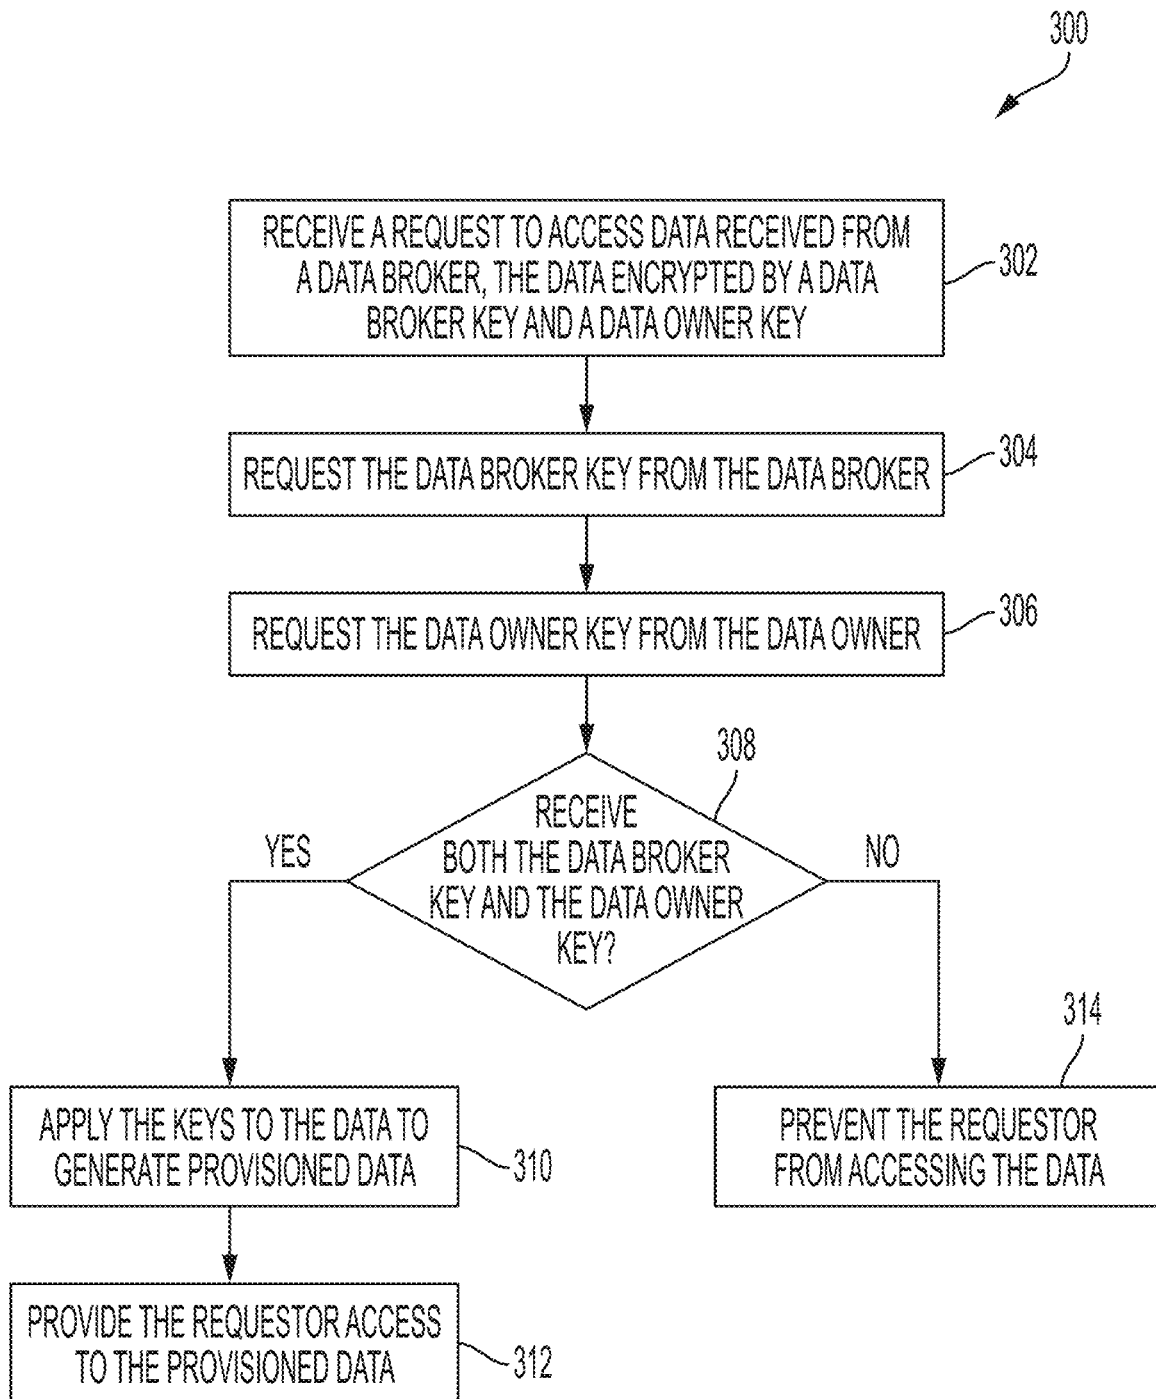 300
RECEIVE A REQUEST TO ACCESS DATA RECEIVED FROM
A DATA BROKER, THE DATA ENCRYPTED BY A DATA
BROKER KEY AND A DATA OWNER KEY
302
REQUEST THE DATA BROKER KEY FROM THE DATA BROKER
304
REQUEST THE DATA OWNER KEY FROM THE DATA OWNER
306
308
RECEIVE
BOTH THE DATA BROKER
KEY AND THE DATA OWNER
KEY?
YES
NO
APPLY THE KEYS TO THE DATA TO
GENERATE PROVISIONED DATA
310
314
PREVENT THE REQUESTOR
FROM ACCESSING THE DATA
PROVIDE THE REQUESTOR ACCESS
TO THE PROVISIONED DATA
312